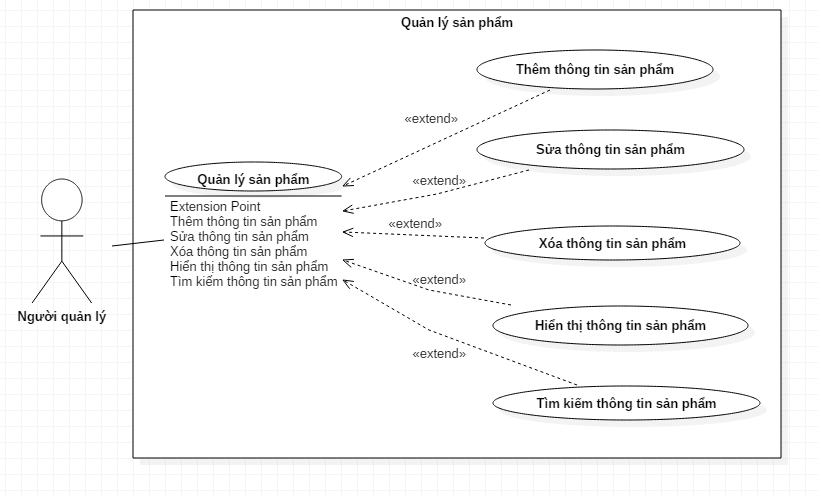 Quản lý sản phẩm
Thêm thông tin sản phẩm
«extend»
Sửa thông tin sản phẩm
Quản lý sản phẩm
«extend»
Extension Point
Thêm thông tin sản phẩm
Sửa thông tin sản phẩm
Xóa thông tin sản phẩm
Hiển thị thông tin sản phẩm
Tìm kiếm thông tin sản phẩm
«extend»
Xóa thông tin sản phẩm
«extend»
Người quản lý
Hiển thị thông tin sản phẩm
«extend»
Tìm kiếm thông tin sản phẩm